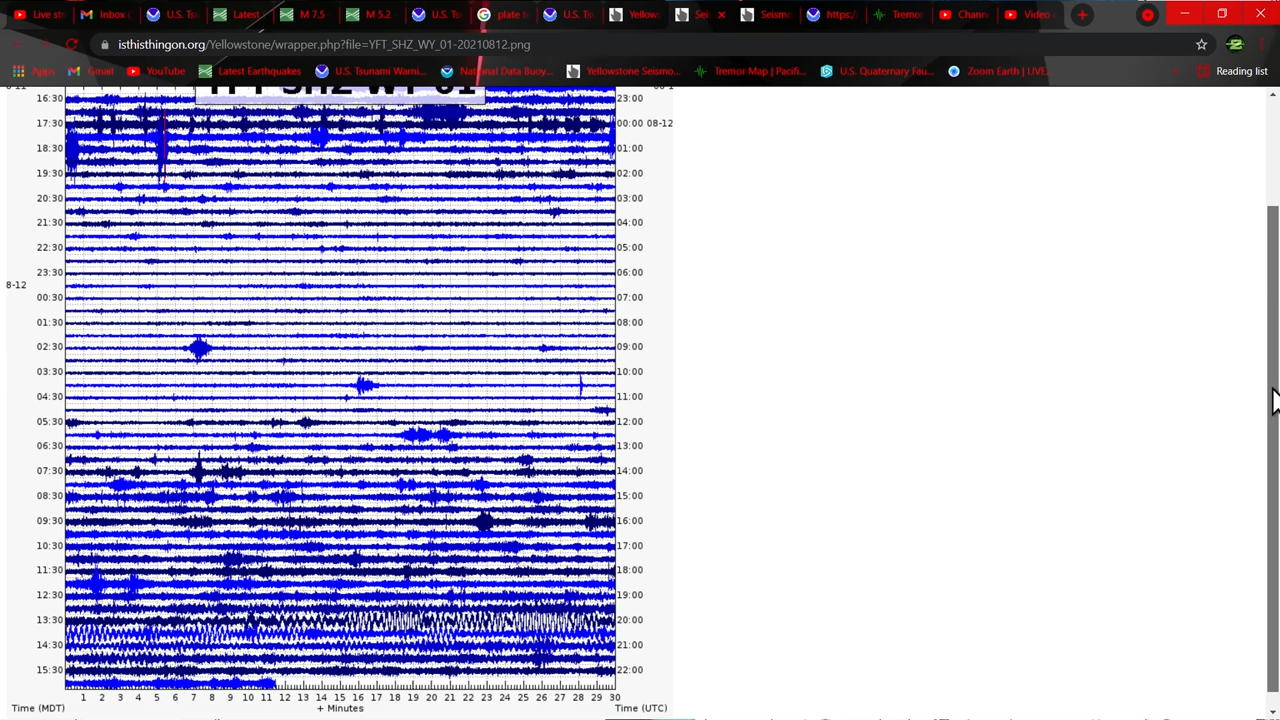 Live st
Inbox (
U.S. Ts
Latest
M 7.5
M 5.2
U.S. Tsu
plate t
U.S. Ts
Yellows
Sei
Seismo
https:/
Tremor
Chann
Video
isthisthingon.org/Yellowstone/wrapper.php?file=YFT_SHZ_WY_01-20210812.png
Apps
Gmail
YouTube
Latest Earthquakes
U.S. Tsunami Warni...
National Data Buoy...
Yellowstone Seismo...
Tremor Map | Pacifi...
U.S. Quaternary Fau...
Zoom Earth | LIVE...
Reading list
YFT SHZ WY 01
16:30 23:00
17:30 00:00 08-12
18:30 01:00
19:30 02:00
20:30 03:00
21:30 04:00
22:30 05:00
23:30 06:00
8-12
00:30 07:00
01:30 08:00
02:30 09:00
03:30 10:00
04:30 11:00
05:30 12:00
06:30 13:00
07:30 14:00
08:30 15:00
09:30 16:00
10:30 17:00
11:30 18:00
12:30 19:00
13:30 20:00
14:30 21:00
15:30 22:00
1 2 3 4 5 6 7 8 9 10 11 12 13 14 15 16 17 18 19 20 21 22 23 24 25 26 27 28 29 30
Time (MDT) + Minutes Time (UTC)